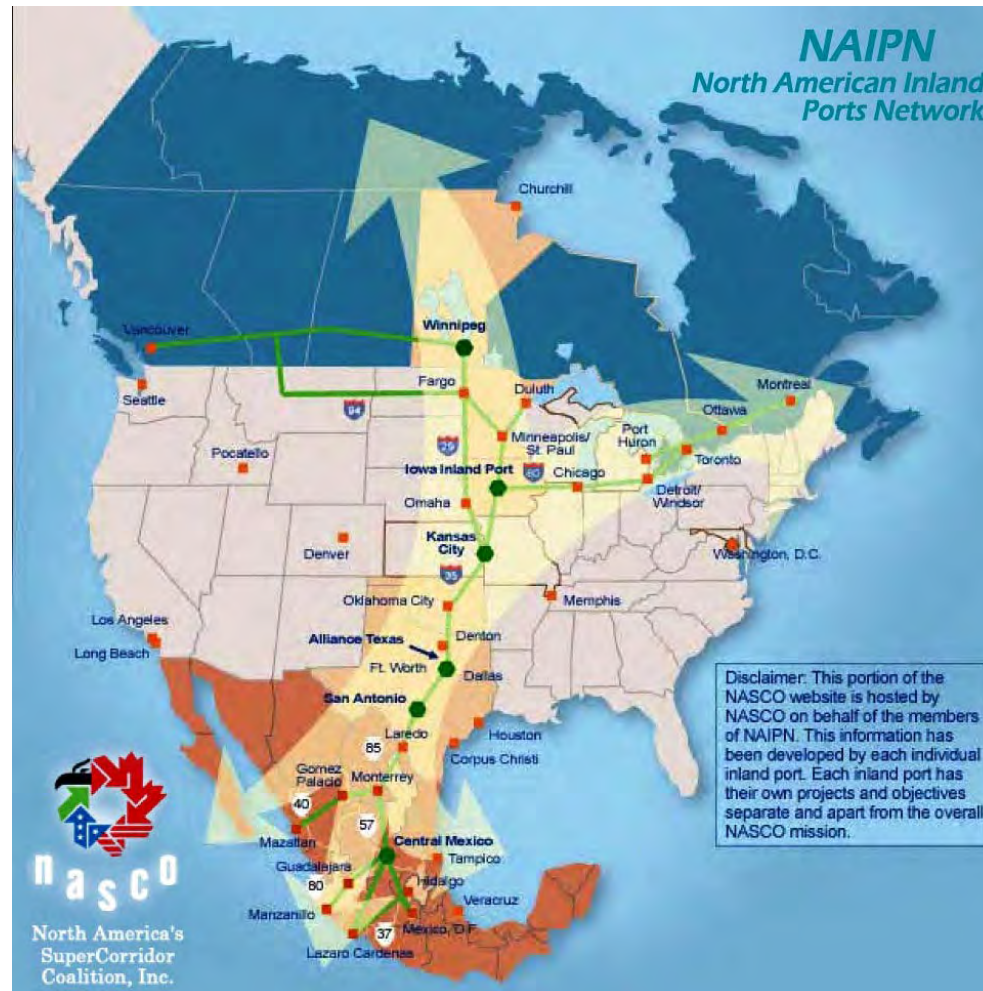 NAIPN
North American Inland
Ports Network
Churchill
Vancouver
Winnipeg
Seattle
Fargo
Duluth
Montreal
94
Ottawa
Pocatello
29
Minneapolis/
St. Paul
Port
Huron
Toronto
Iowa Inland Port
80
Chicago
Detroit/
Windsor
Omaha
Denver
Kansas
City
Washington, D.C.
35
Oklahoma City
Memphis
Los Angeles
Long Beach
Alliance Texas
Denton
Ft. Worth
Dallas
San Antonio
Laredo
Houston
85
Corpus Christi
Gomez
Palacio
Monterrey
40
57
Mazatlan
Central Mexico
Guadalajara
Tampico
80
Hidalgo
Manzanillo
Veracruz
37
Mexico, D.F.
Lazaro Cardenas
Disclaimer: This portion of the
NASCO website is hosted by
NASCO on behalf of the members
of NAIPN. This information has
been developed by each individual
inland port. Each inland port has
their own projects and objectives
separate and apart from the overall
NASCO mission.
nasco
North America's
SuperCorridor
Coalition, Inc.